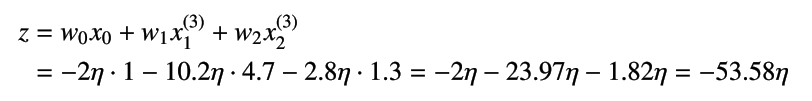 z = w₀x₀ + w₁x₁⁽³⁾ + w₂x₂⁽³⁾
= −2η · 1 − 10.2η · 4.7 − 2.8η · 1.3 = −2η − 23.97η − 1.82η = −53.58η